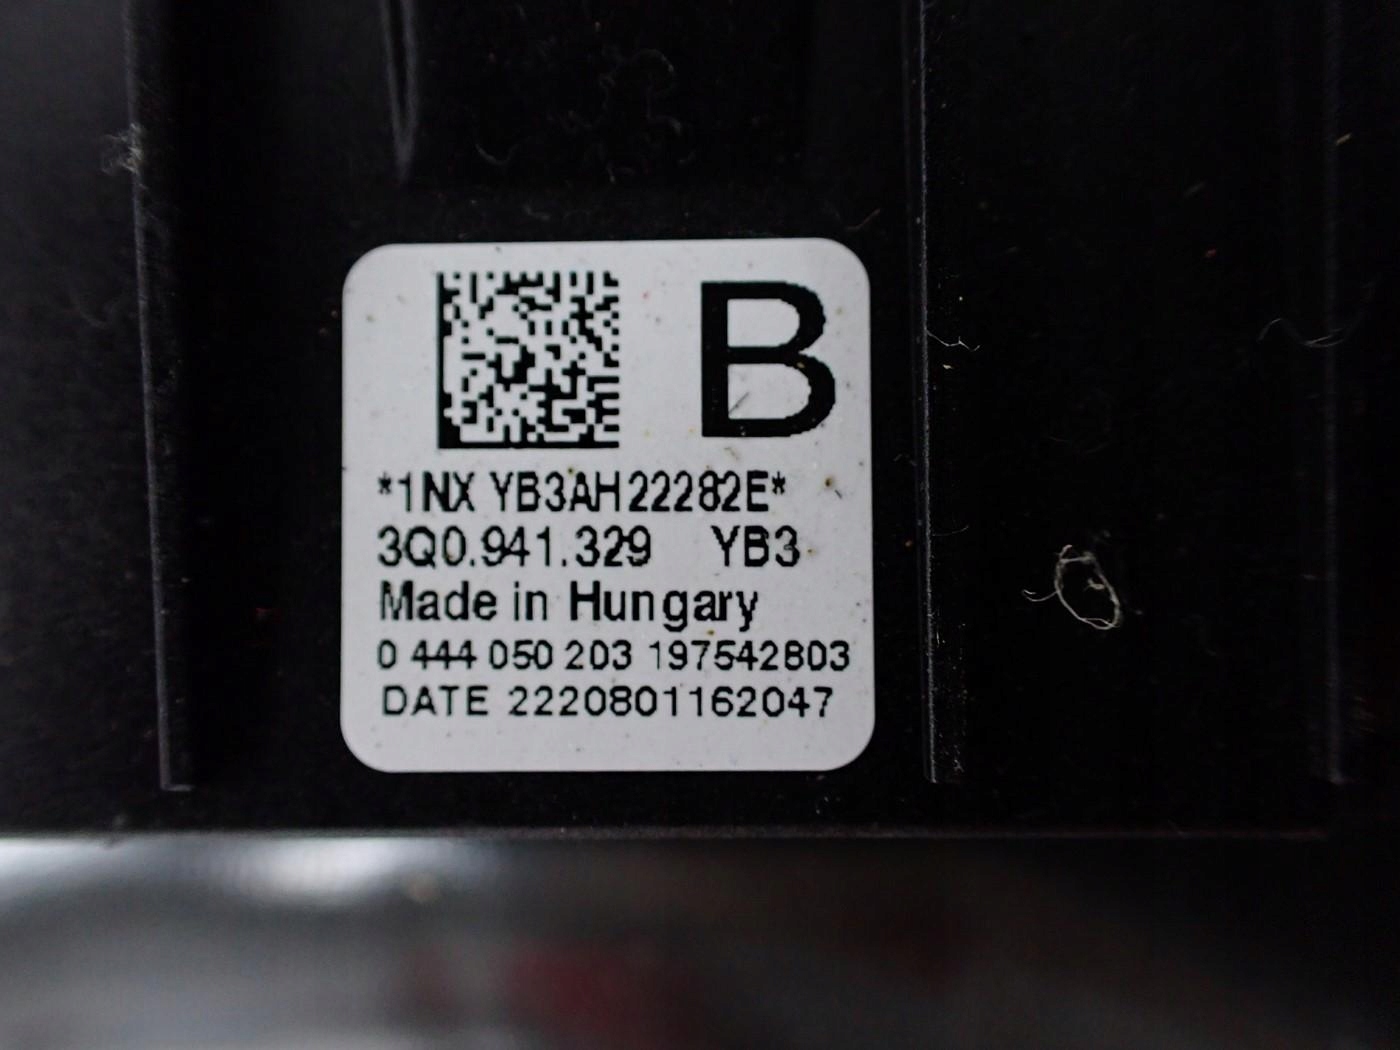 B
*1NX YB3AH22282E*
3Q0.941.329 YB3
Made in Hungary
0 444 050 203 197542803
DATE 2220801162047